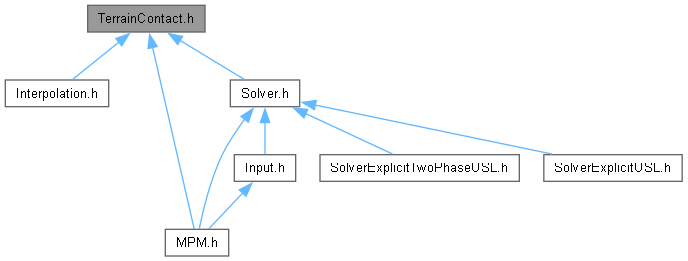 TerrainContact.h
Interpolation.h
Solver.h
Input.h
SolverExplicitTwoPhaseUSL.h
SolverExplicitUSL.h
MPM.h